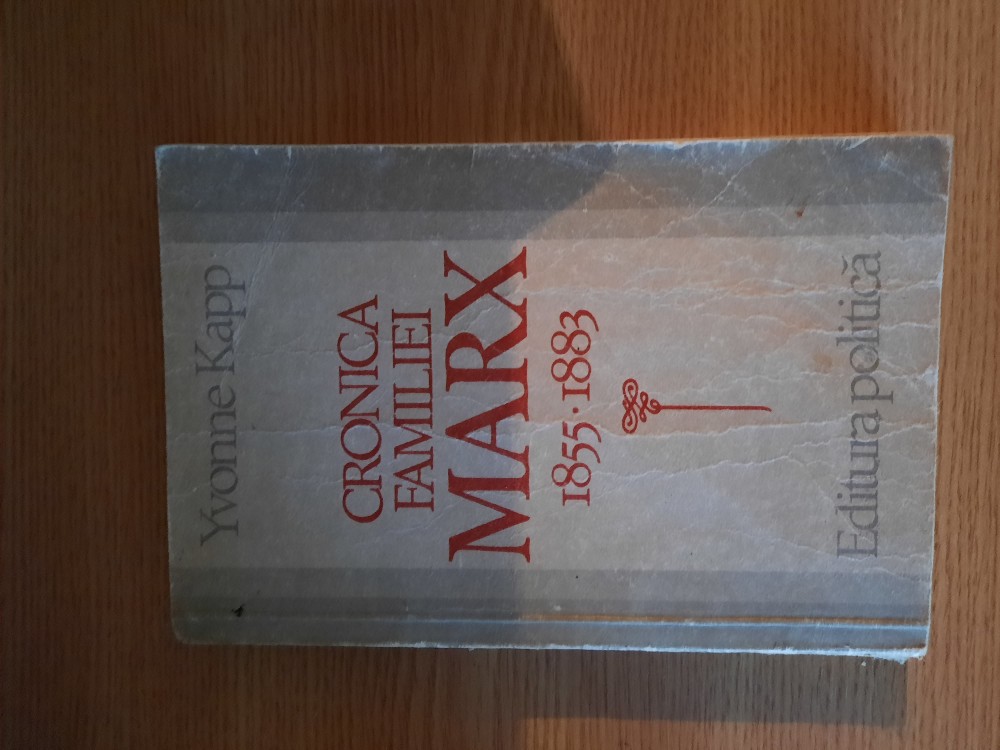 Yvonne Kapp
CRONICA
FAMILIEI
MARX
1855·1883
Editura politică